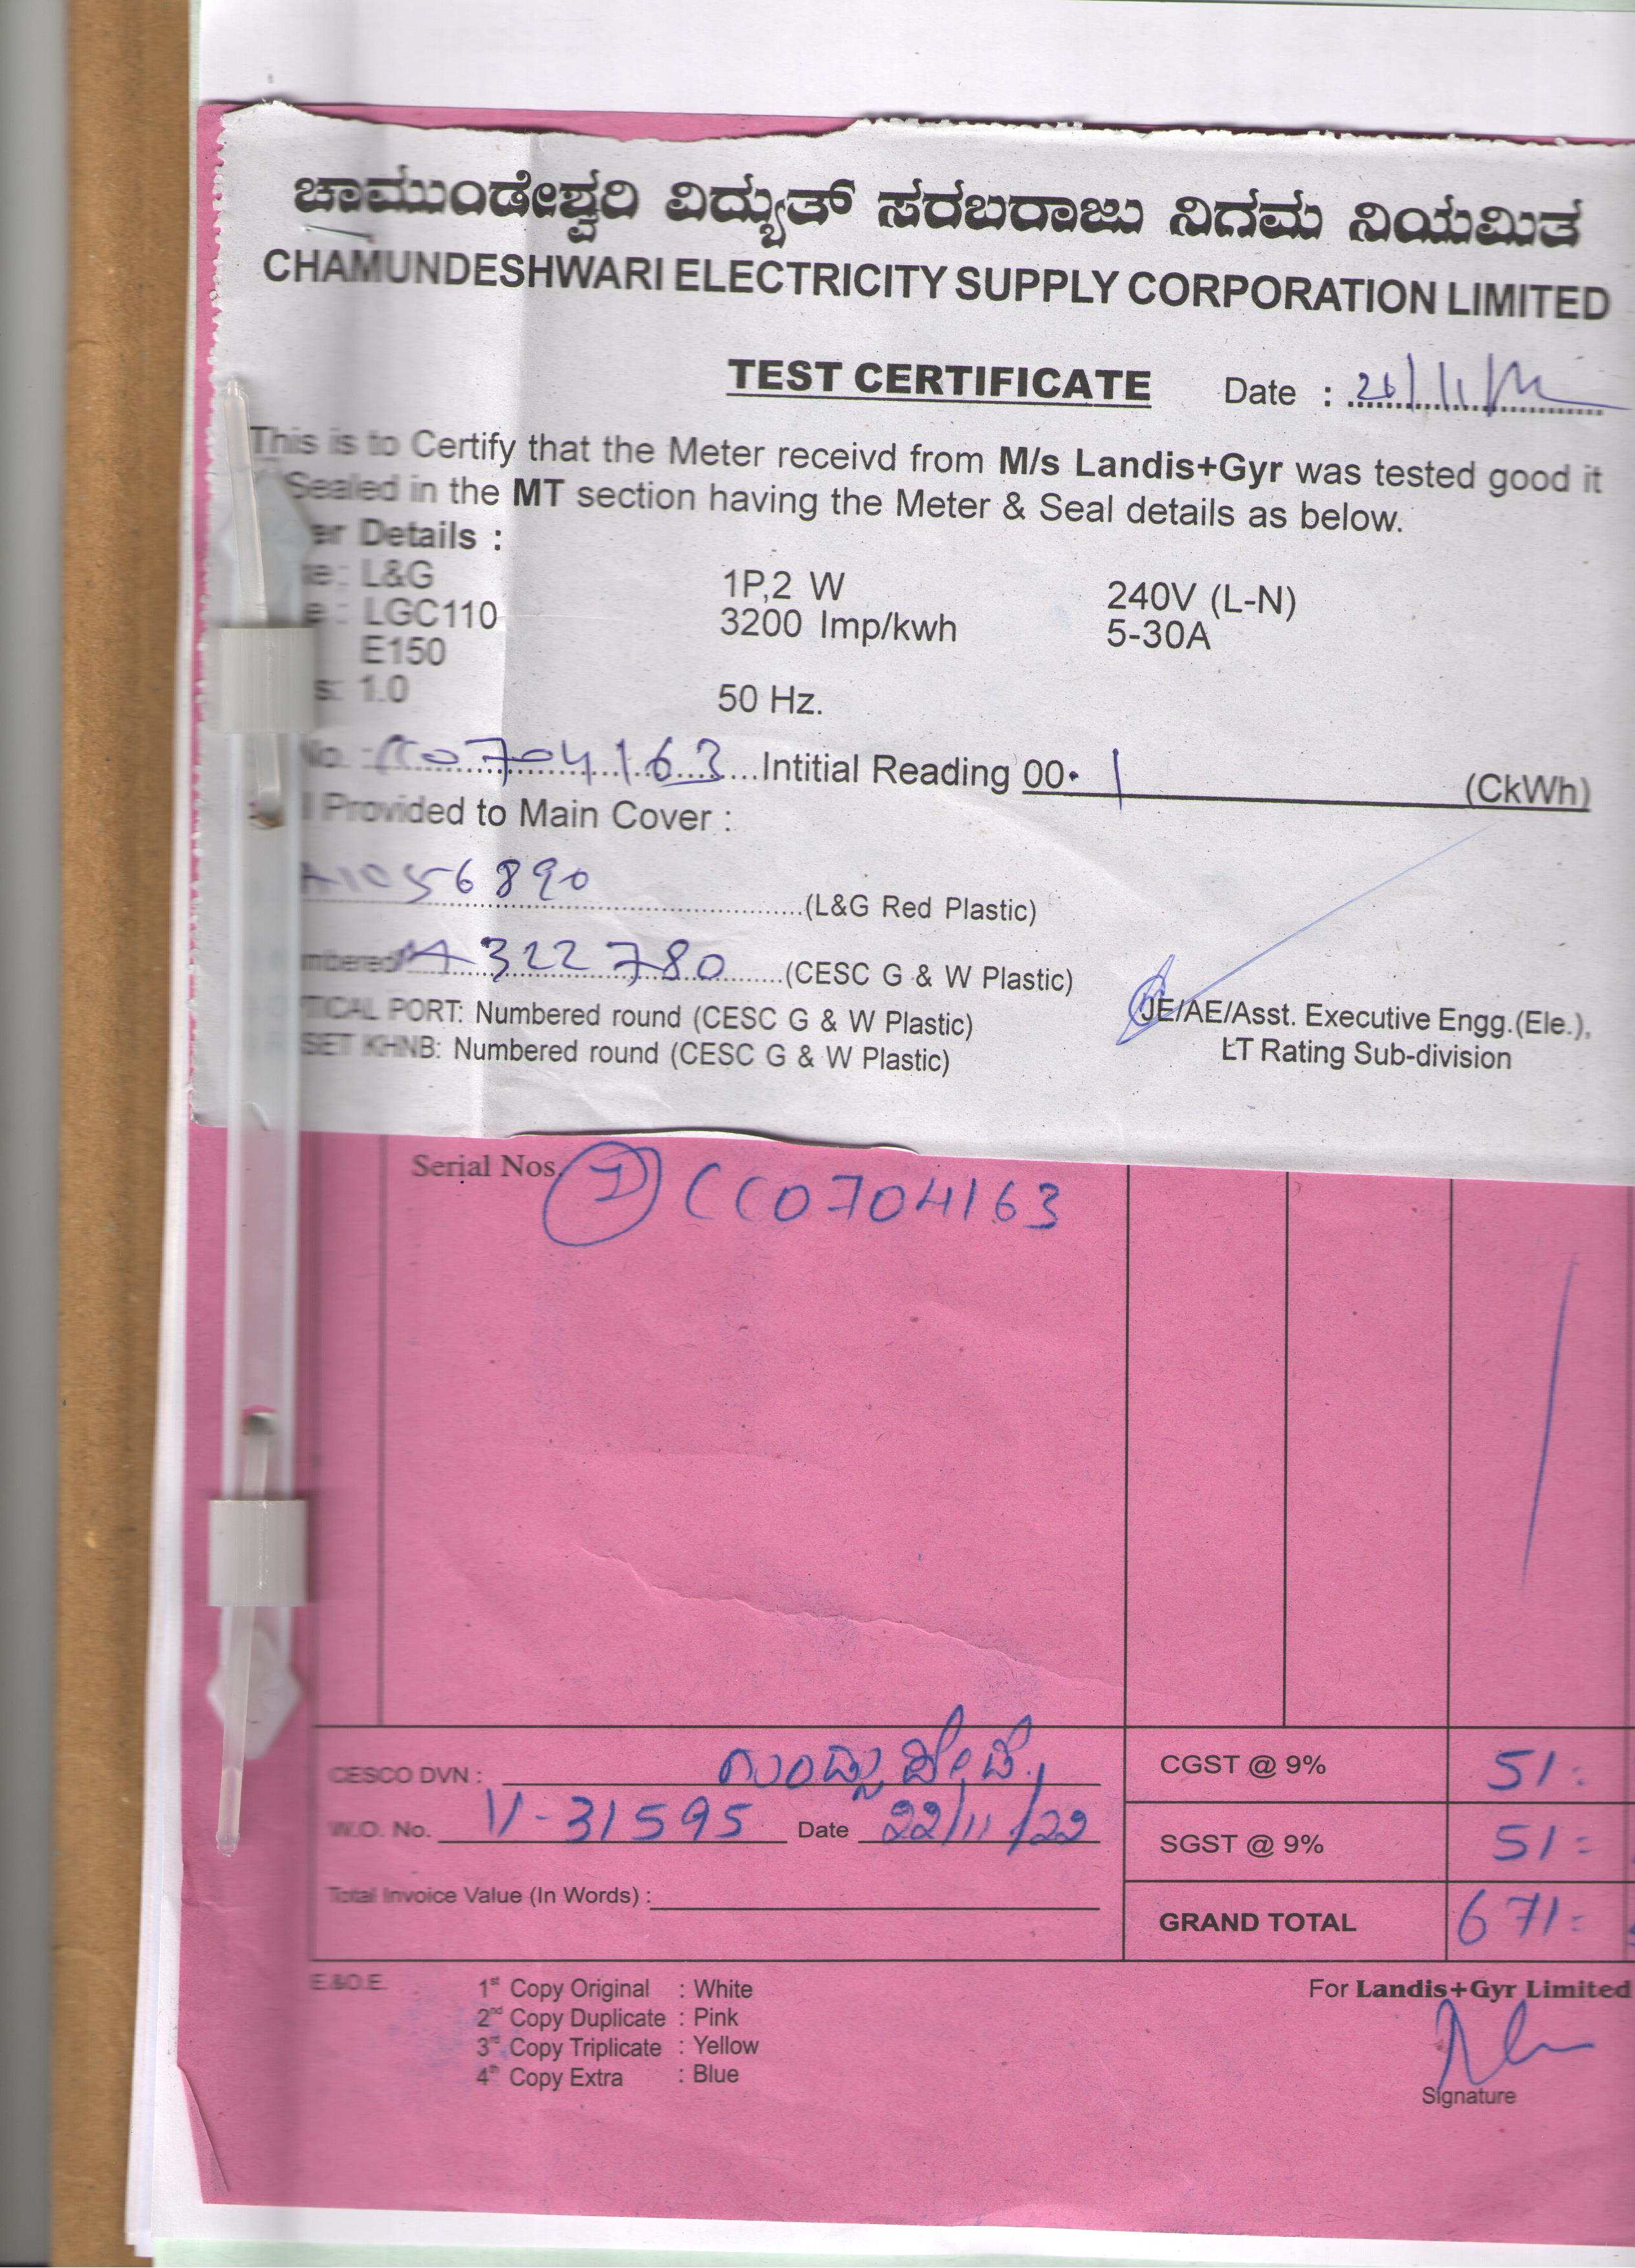 ಚಾಮುಂಡೇಶ್ವರಿ ವಿದ್ಯುತ್ ಸರಬರಾಜು ನಿಗಮ ನಿಯಮಿತ
CHAMUNDESHWARI ELECTRICITY SUPPLY CORPORATION LIMITED
TEST CERTIFICATE Date :
This is to Certify that the Meter receivd from M/s Landis+Gyr was tested good it
Sealed in the MT section having the Meter & Seal details as below.
Details :
L&G 1P,2 W 240V (L-N)
LGC110 3200 Imp/kwh 5-30A
E150
1.0 50 Hz.
No. : CC0704163 Intitial Reading 00.1 (CkWh)
Provided to Main Cover :
(L&G Red Plastic)
322780 (CESC G & W Plastic)
PORT: Numbered round (CESC G & W Plastic)
KHNB: Numbered round (CESC G & W Plastic)
JE/AE/Asst. Executive Engg.(Ele.),
LT Rating Sub-division
Serial Nos. 1) CC0704163
CESCO DVN : ಗುಂಡ್ಲುಪೇಟೆ
W.O. No. V-31595 Date 22/11/22
Total Invoice Value (In Words) :
CGST @ 9% 51
SGST @ 9% 51
GRAND TOTAL 671
E.&O.E.
1st Copy Original : White
2nd Copy Duplicate : Pink
3rd Copy Triplicate : Yellow
4th Copy Extra : Blue
For Landis+Gyr Limited
Signature